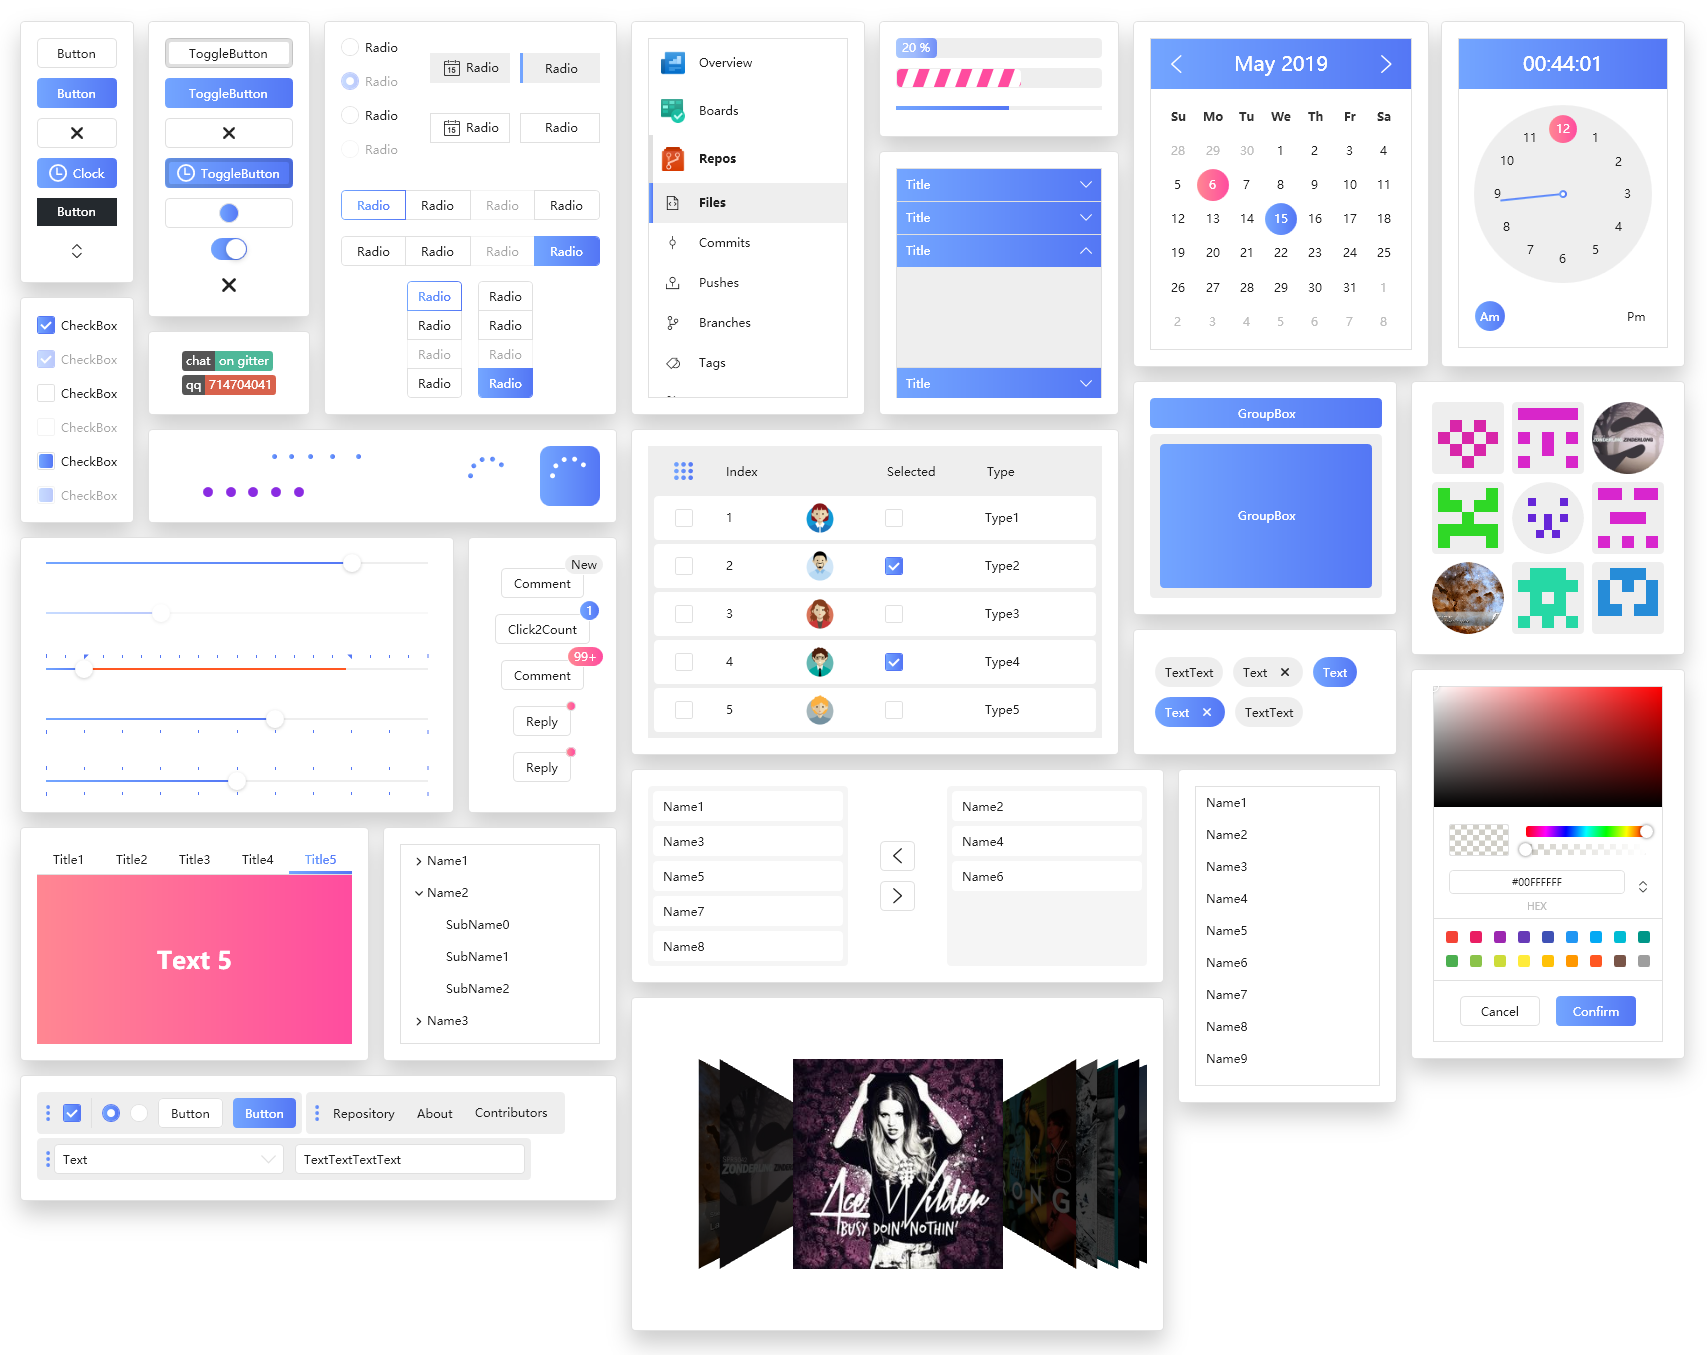 Button
Button
Clock
Button
ToggleButton
ToggleButton
ToggleButton
Radio
Radio
Radio
Radio
15 Radio
Radio
15 Radio
Radio
Radio Radio Radio Radio
Radio Radio Radio Radio
Radio
Radio
Radio
Radio
Radio
Radio
Radio
Radio
Overview
Boards
Repos
Files
Commits
Pushes
Branches
Tags
20 %
Title
Title
Title
Title
May 2019
Su Mo Tu We Th Fr Sa
28 29 30 1 2 3 4
5 6 7 8 9 10 11
12 13 14 15 16 17 18
19 20 21 22 23 24 25
26 27 28 29 30 31 1
2 3 4 5 6 7 8
00:44:01
12
1
2
3
4
5
6
7
8
9
10
11
Am
Pm
CheckBox
CheckBox
CheckBox
CheckBox
CheckBox
CheckBox
chat on gitter
qq 714704041
Index Selected Type
1 Type1
2 Type2
3 Type3
4 Type4
5 Type5
GroupBox
GroupBox
ZONDERLING ZONDERLONG
New
Comment
1
Click2Count
99+
Comment
Reply
Reply
TextText
Text
Text
Text
TextText
Name1
Name3
Name5
Name7
Name8
Name2
Name4
Name6
Name1
Name2
Name3
Name4
Name5
Name6
Name7
Name8
Name9
#00FFFFFF
HEX
Cancel
Confirm
Title1 Title2 Title3 Title4 Title5
Text 5
Name1
Name2
SubName0
SubName1
SubName2
Name3
Button
Button
Repository About Contributors
Text
TextTextTextText
ZONDERLING
Ace Wilder
BUSY DOIN' NOTHIN'